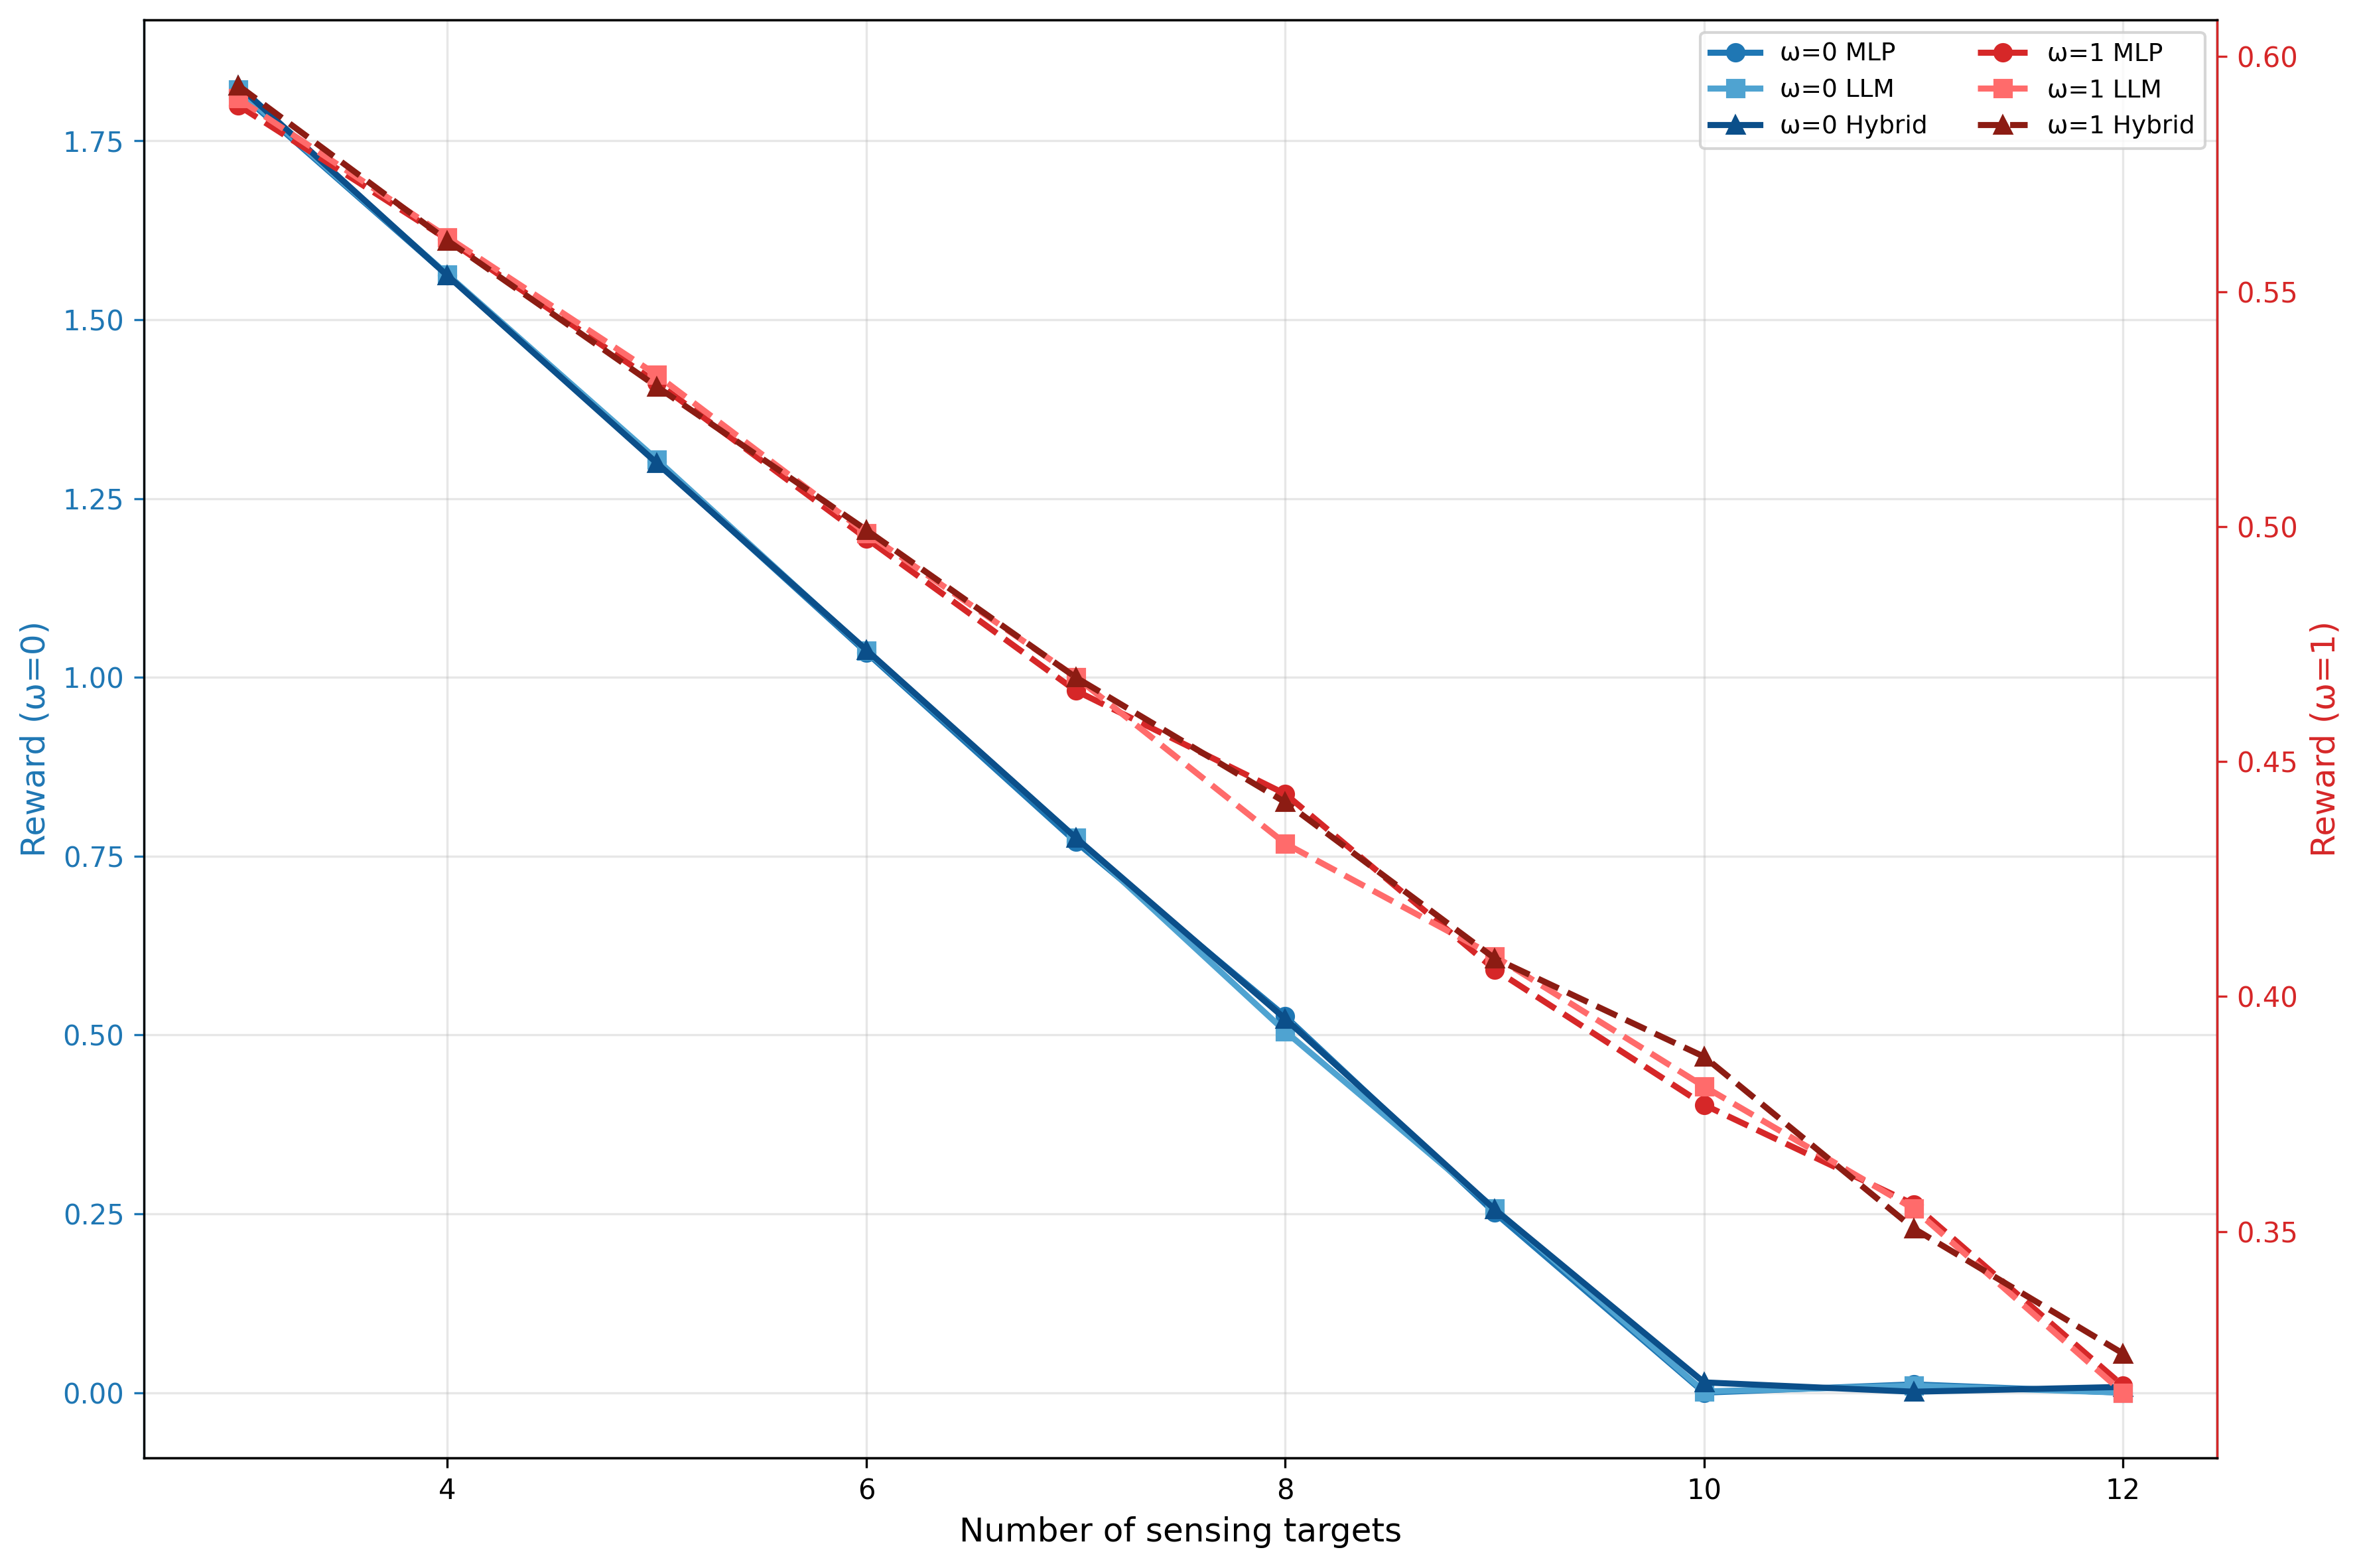 ω=0 MLP
ω=0 LLM
ω=0 Hybrid
ω=1 MLP
ω=1 LLM
ω=1 Hybrid
Reward (ω=0)
1.75
1.50
1.25
1.00
0.75
0.50
0.25
0.00
0.60
0.55
0.50
0.45
0.40
0.35
Reward (ω=1)
4
6
8
10
12
Number of sensing targets